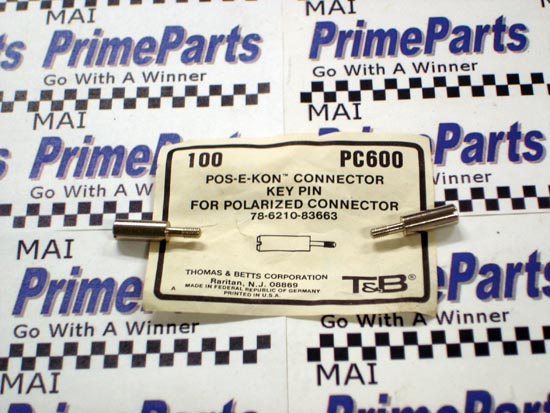 MAI
MAI
PrimeParts
Go With A Winner
PrimeParts
Go With A Winner
MAI
MAI
PrimeParts
Go With A Winner
PrimeParts
100 PC600
POS-E-KON™ CONNECTOR
KEY PIN
FOR POLARIZED CONNECTOR
78-6210-83663
THOMAS & BETTS CORPORATION
Raritan, N.J. 08869
A MADE IN FEDERAL REPUBLIC OF GERMANY
PRINTED IN U.S.A.
T&B®
MAI
PrimeParts
Go With A Winner
PrimeParts
Go With A Winner
MAI
MAI